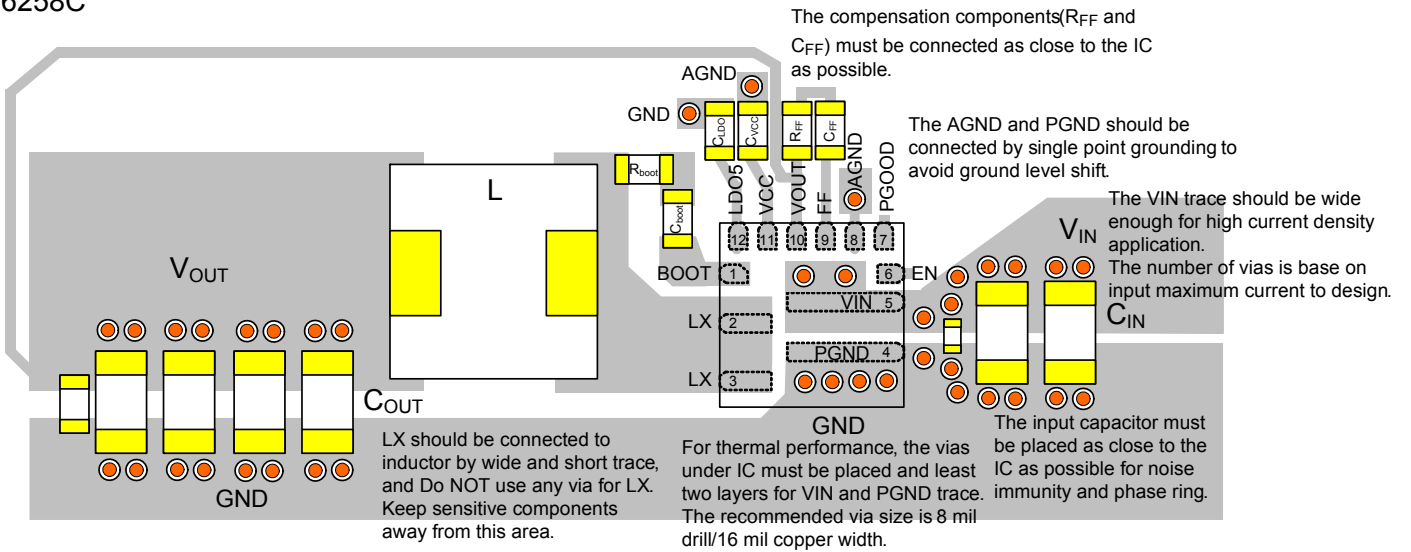 6258C
The compensation components(RFF and
CFF) must be connected as close to the IC
as possible.
AGND
GND
CLDO
CVCC
RFF
CFF
AGND
PGOOD
The AGND and PGND should be
connected by single point grounding to
avoid ground level shift.
Rboot
Cboot
LDO5
VCC
VOUT
FF
L
The VIN trace should be wide
enough for high current density
application.
The number of vias is base on
input maximum current to design.
VIN
12
11
10
9
8
7
VOUT
BOOT
1
6
EN
VIN
5
CIN
LX
2
PGND
4
LX
3
COUT
GND
GND
LX should be connected to
inductor by wide and short trace,
and Do NOT use any via for LX.
Keep sensitive components
away from this area.
For thermal performance, the vias
under IC must be placed and least
two layers for VIN and PGND trace.
The recommended via size is 8 mil
drill/16 mil copper width.
The input capacitor must
be placed as close to the
IC as possible for noise
immunity and phase ring.